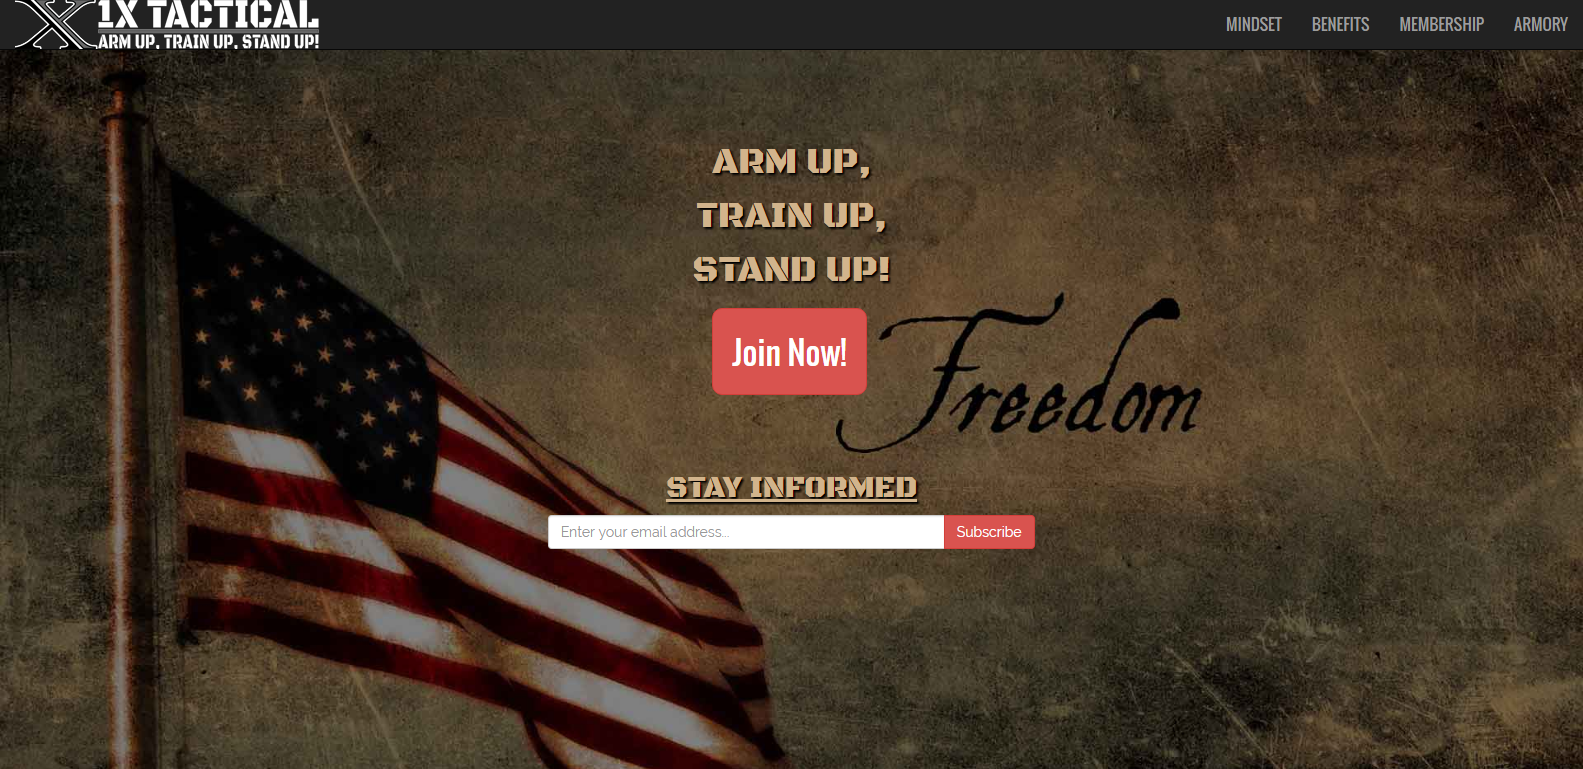 1X TACTICAL
ARM UP, TRAIN UP, STAND UP!
MINDSET BENEFITS MEMBERSHIP ARMORY
ARM UP,
TRAIN UP,
STAND UP!
Join Now!
Freedom
STAY INFORMED
Enter your email address... Subscribe